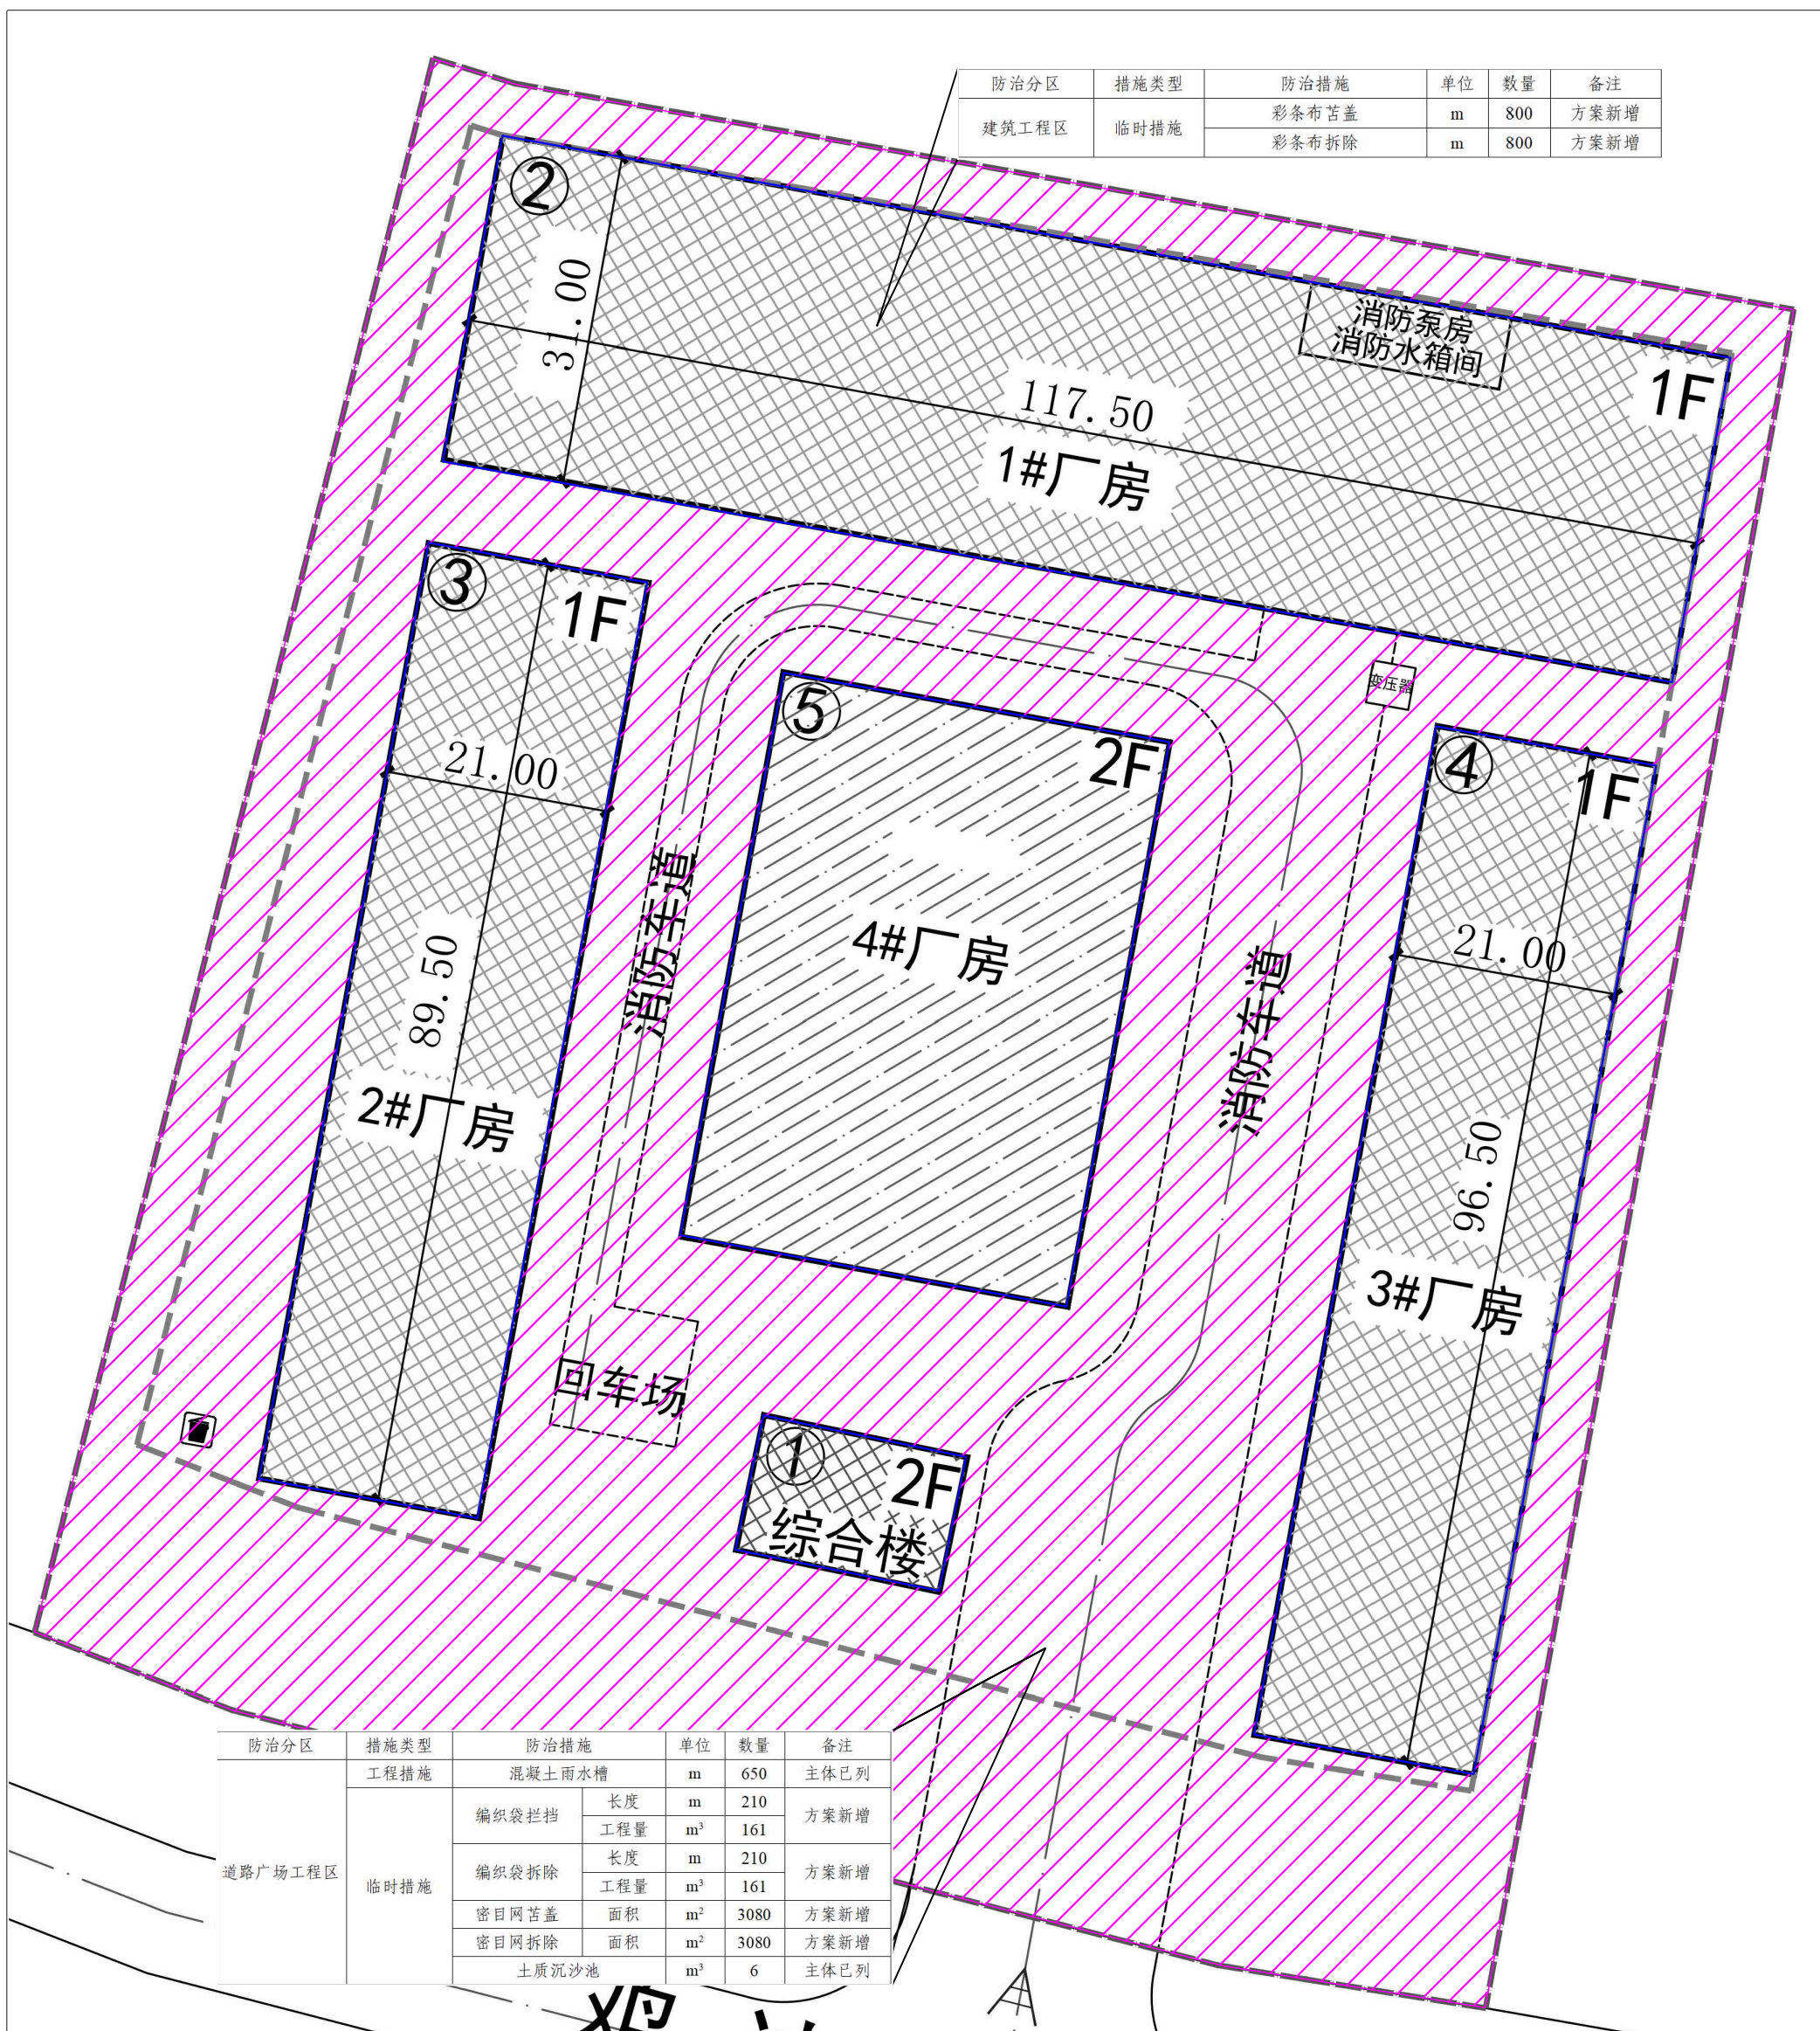 防治分区 措施类型 防治措施 单位 数量 备注
建筑工程区 临时措施 彩条布苫盖 m 800 方案新增
彩条布拆除 m 800 方案新增
②
31.00
消防泵房
消防水箱间
1F
117.50
1#厂房
③
1F
21.00
89.50
2#厂房
消防车道
⑤
2F
4#厂房
消防车道
变压器
④
1F
21.00
96.50
3#厂房
回车场
①
2F
综合楼
防治分区 措施类型 防治措施 单位 数量 备注
道路广场工程区 工程措施 混凝土雨水槽 m 650 主体已列
临时措施 编织袋拦挡 长度 m 210 方案新增
工程量 m³ 161
编织袋拆除 长度 m 210 方案新增
工程量 m³ 161
密目网苫盖 面积 m² 3080 方案新增
密目网拆除 面积 m² 3080 方案新增
土质沉沙池 m³ 6 主体已列